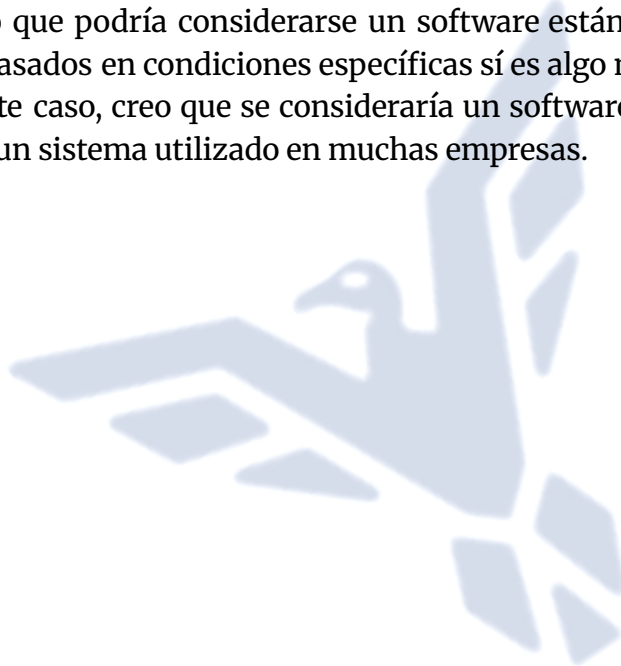 que podría considerarse un software están
asados en condiciones específicas sí es algo
te caso, creo que se consideraría un software
un sistema utilizado en muchas empresas.